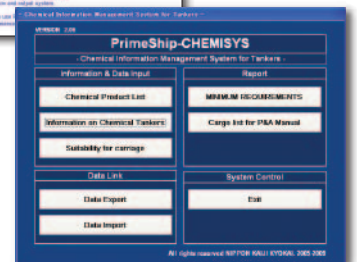 - Chemical Information Management System for Tankers -
VERSION 2.00
PrimeShip-CHEMISYS
- Chemical Information Management System for Tankers -
Information & Data Input
Report
Chemical Product List
MINIMUM REQUIREMENTS
Information on Chemical Tankers
Cargo list for P&A Manual
Suitability for carriage
Data Link
System Control
Data Export
Exit
Data Import
All rights reserved NIPPON KAIJI KYOKAI, 2005